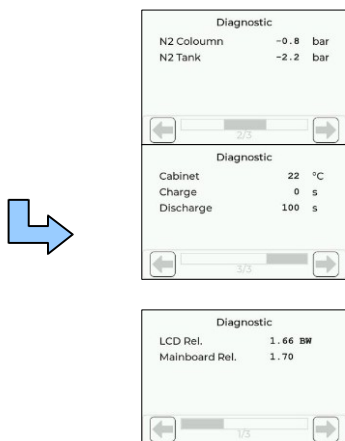 Diagnostic
N2 Coloumn -0.8 bar
N2 Tank -2.2 bar
2/3
Diagnostic
Cabinet 22 °C
Charge 0 s
Discharge 100 s
3/3
Diagnostic
LCD Rel. 1.66 BW
Mainboard Rel. 1.70
1/3